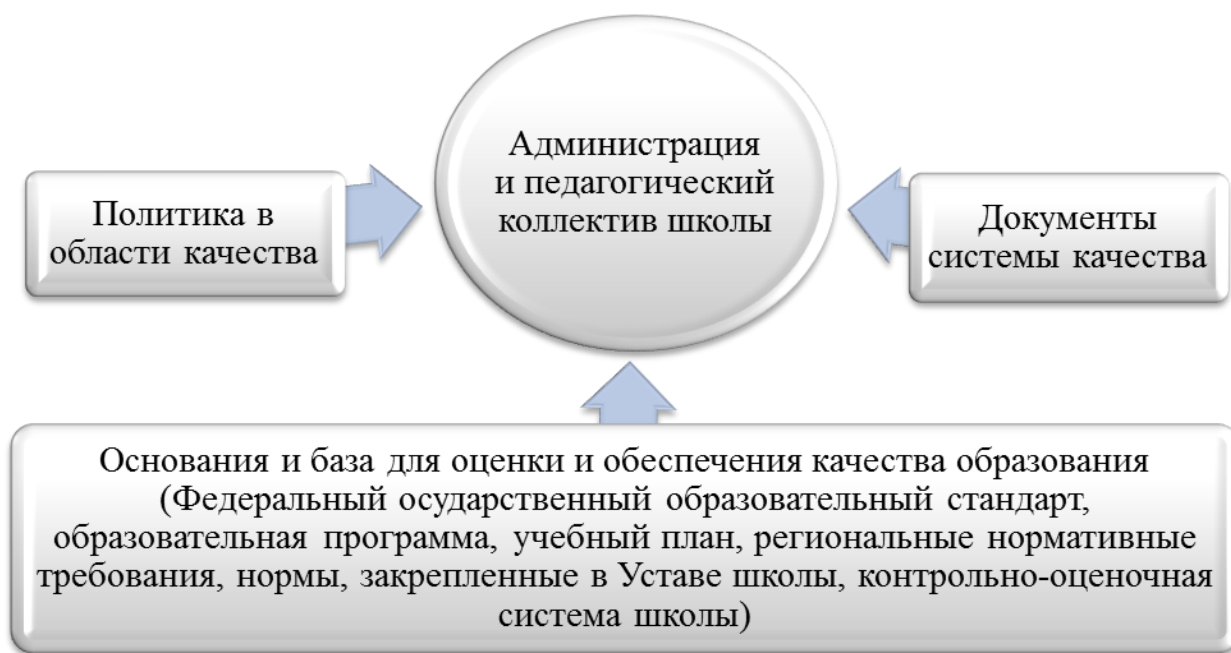 Администрация
и педагогический
коллектив школы
Политика в
области качества
Документы
системы качества
Основания и база для оценки и обеспечения качества образования
(Федеральный осударственный образовательный стандарт,
образовательная программа, учебный план, региональные нормативные
требования, нормы, закрепленные в Уставе школы, контрольно-оценочная
система школы)